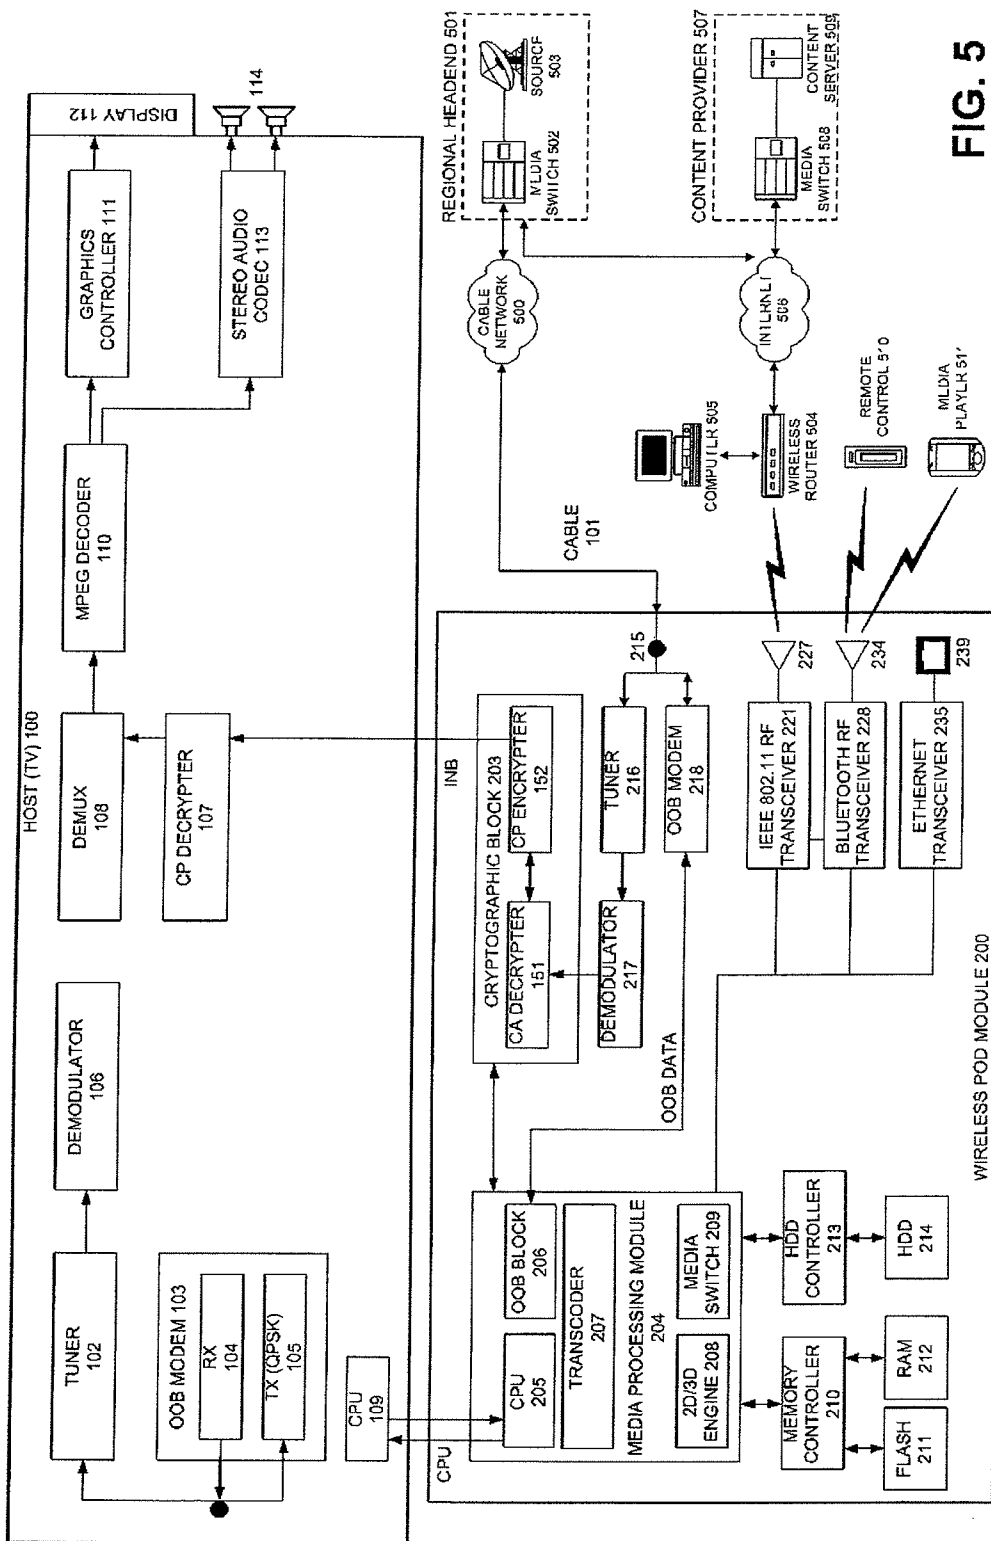 HOST (TV) 100
TUNER
102
DEMODULATOR
106
DEMUX
108
MPEG DECODER
110
GRAPHICS
CONTROLLER 111
DISPLAY 112
OOB MODEM 103
RX
104
TX (QPSK)
105
CP DECRYPTER
107
STEREO AUDIO
CODEC 113
114
CPU
109
CPU
INB
CPU
205
OOB BLOCK
206
TRANSCODER
207
MEDIA PROCESSING MODULE
204
2D/3D
ENGINE 208
MEDIA
SWITCH 209
CRYPTOGRAPHIC BLOCK 203
CA DECRYPTER
151
CP ENCRYPTER
152
DEMODULATOR
217
TUNER
216
OOB MODEM
218
OOB DATA
215
CABLE
101
MEMORY
CONTROLLER
210
HDD
CONTROLLER
213
FLASH
211
RAM
212
HDD
214
IEEE 802.11 RF
TRANSCEIVER 221
BLUETOOTH RF
TRANSCEIVER 228
ETHERNET
TRANSCEIVER 235
227
234
239
WIRELESS POD MODULE 200
REGIONAL HEADEND 501
CABLE
NETWORK
500
MEDIA
SWITCH 502
SOURCE
503
CONTENT PROVIDER 507
COMPUTER 505
WIRELESS
ROUTER 504
INTERNET
506
MEDIA
SWITCH 508
CONTENT
SERVER 509
REMOTE
CONTROL 510
MEDIA
PLAYER 511
FIG. 5